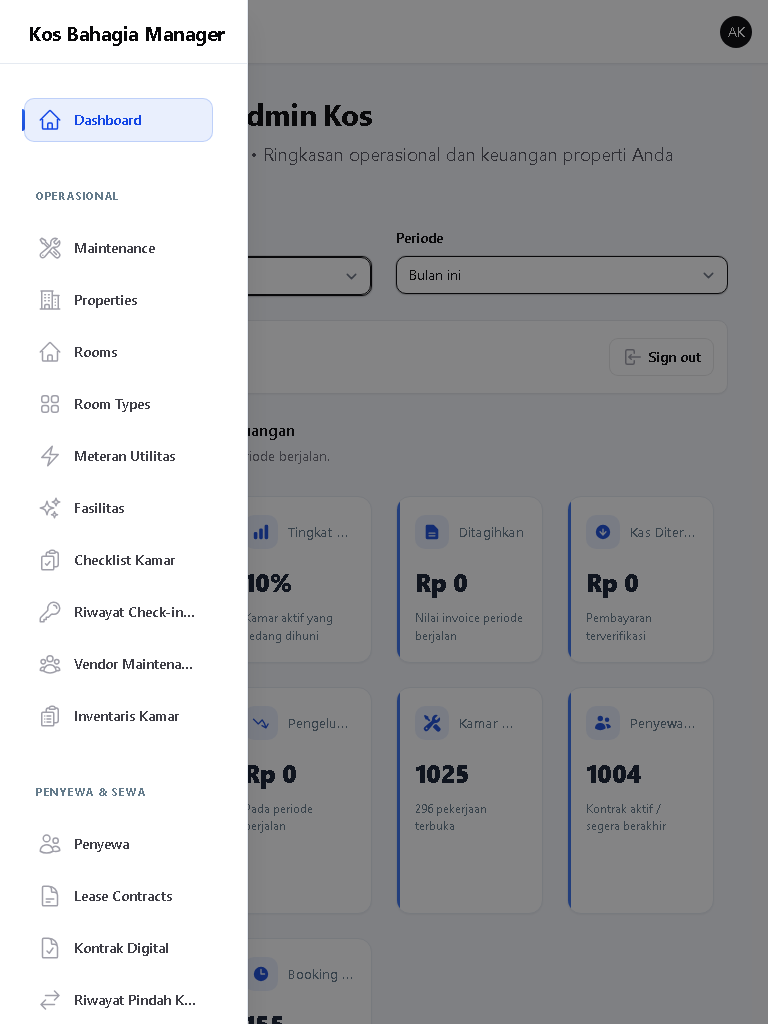 Kos Bahagia Manager
AK
Dashboard
dmin Kos
• Ringkasan operasional dan keuangan properti Anda
OPERASIONAL
Maintenance
Properties
Rooms
Room Types
Meteran Utilitas
Fasilitas
Checklist Kamar
Riwayat Check-in...
Vendor Maintena...
Inventaris Kamar
PENYEWA & SEWA
Penyewa
Lease Contracts
Kontrak Digital
Riwayat Pindah K...
Periode
Bulan ini
Sign out
uangan
riode berjalan.
Tingkat ...
10%
Kamar aktif yang
sedang dihuni
Ditagihkan
Rp 0
Nilai invoice periode
berjalan
Kas Diter...
Rp 0
Pembayaran
terverifikasi
Pengelu...
Rp 0
Pada periode
berjalan
Kamar ...
1025
296 pekerjaan
terbuka
Penyewa...
1004
Kontrak aktif /
segera berakhir
Booking ...
155